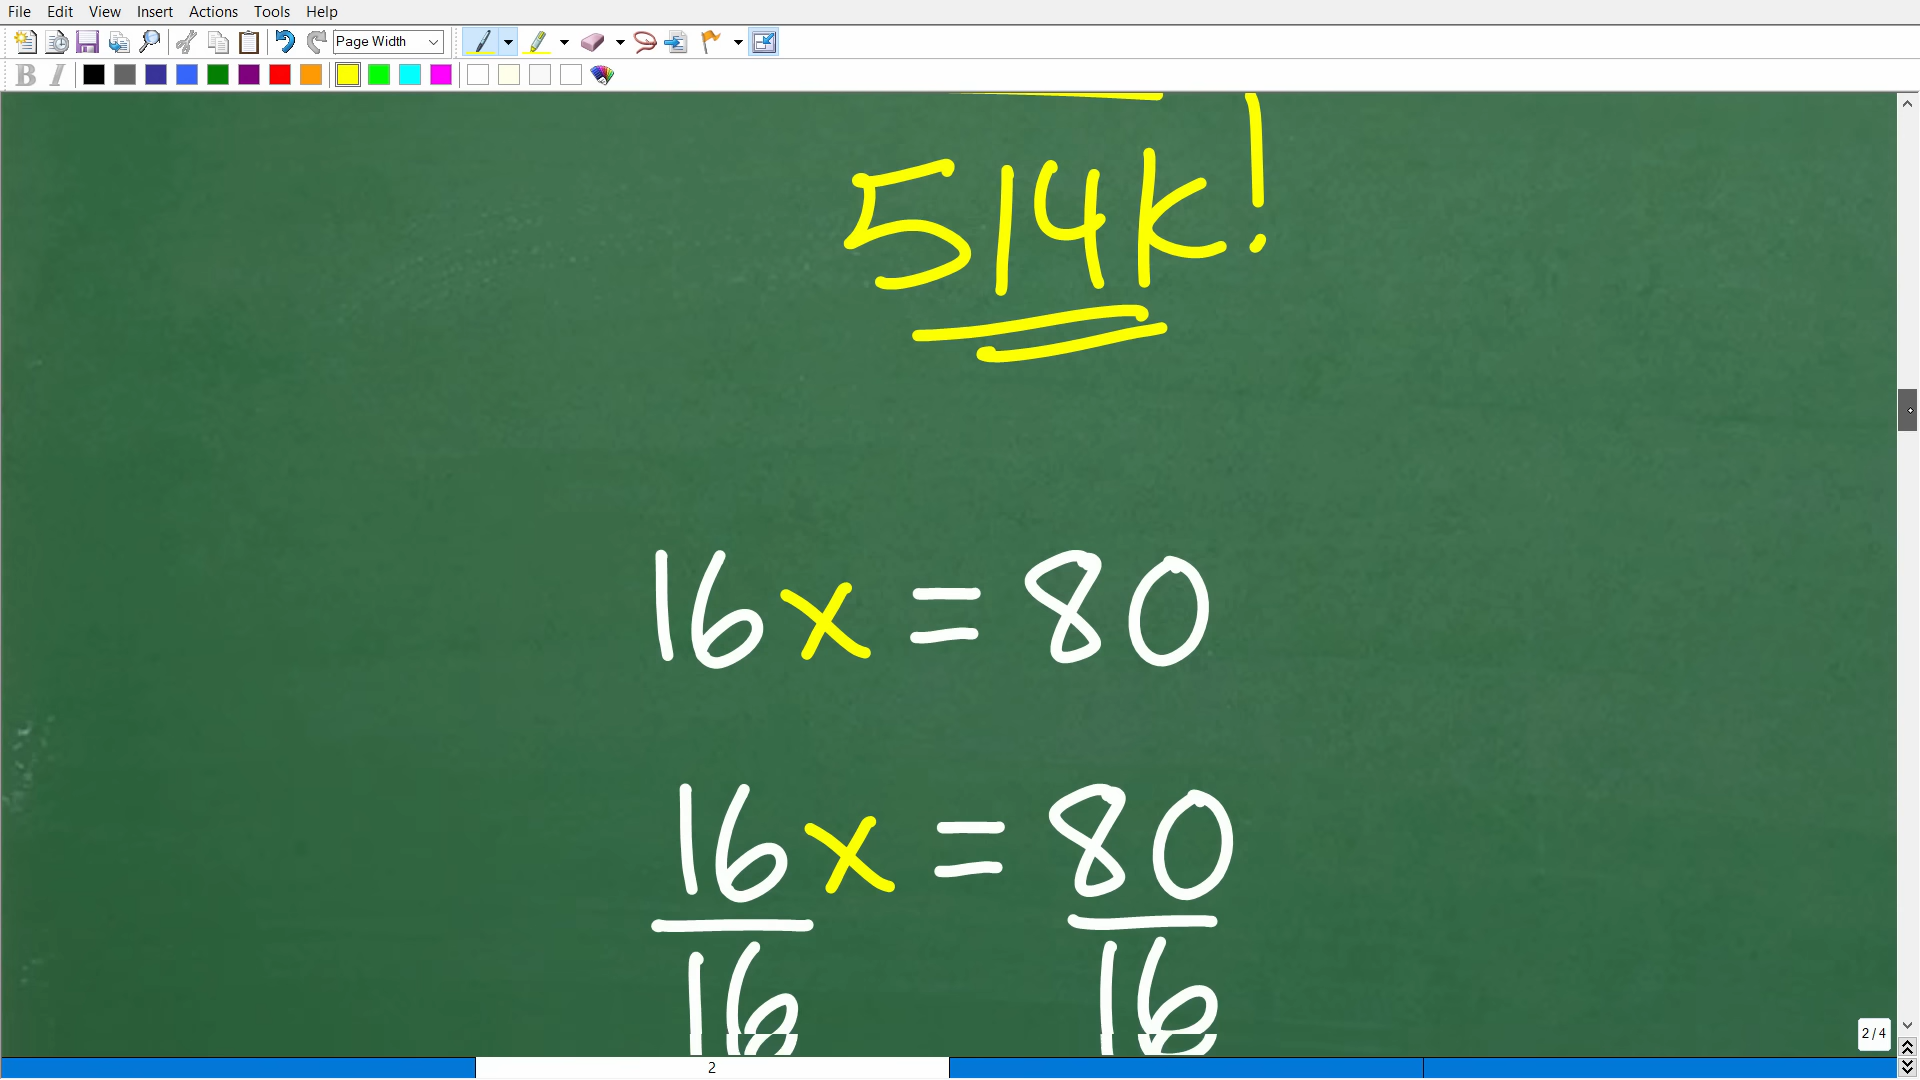 File Edit View Insert Actions Tools Help
Page Width
B I
514k!
16x = 80
16x = 80
16 16
2 / 4
2